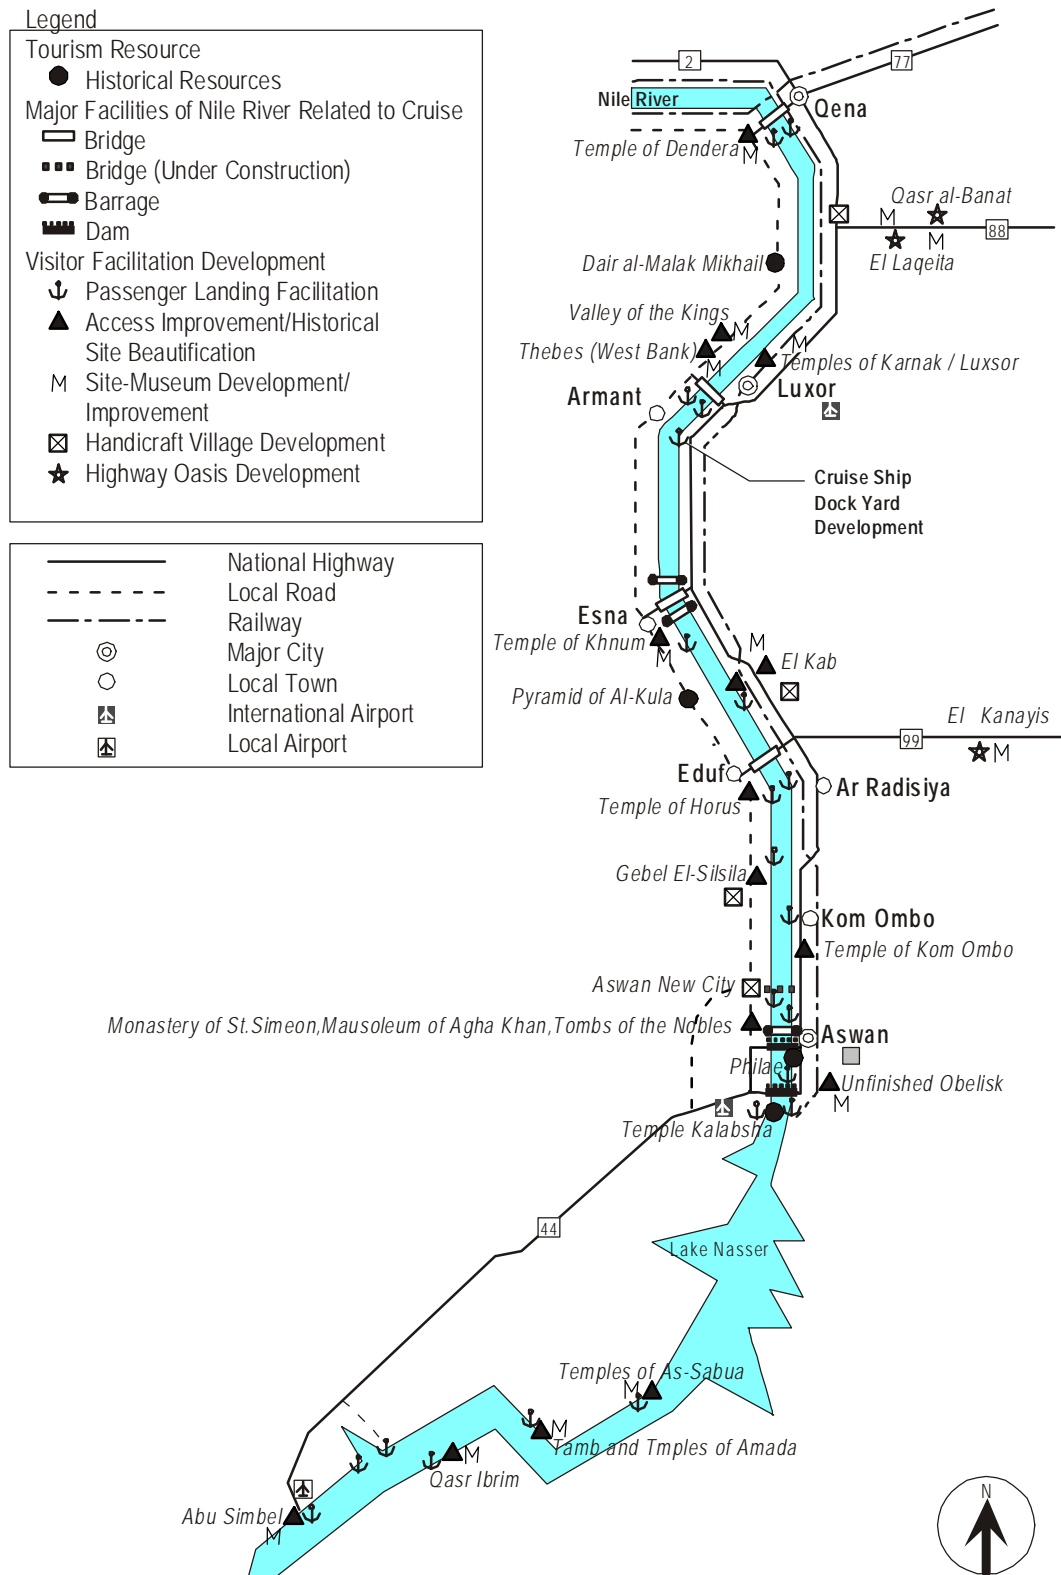 Legend
Tourism Resource
Historical Resources
Major Facilities of Nile River Related to Cruise
Bridge
Bridge (Under Construction)
Barrage
Dam
Visitor Facilitation Development
Passenger Landing Facilitation
Access Improvement/Historical
Site Beautification
M Site-Museum Development/
Improvement
Handicraft Village Development
Highway Oasis Development
National Highway
Local Road
Railway
Major City
Local Town
International Airport
Local Airport
2
77
Nile River
Qena
Temple of Dendera
M
Qasr al-Banat
M
88
M
El Laqeita
Dair al-Malak Mikhail
Valley of the Kings
M
Thebes (West Bank)
M
M
Temples of Karnak / Luxsor
Armant
Luxor
Cruise Ship
Dock Yard
Development
Esna
Temple of Khnum
M
M
El Kab
Pyramid of Al-Kula
El Kanayis
99
M
Eduf
Ar Radisiya
Temple of Horus
Gebel El-Silsila
Kom Ombo
Temple of Kom Ombo
Aswan New City
Monastery of St.Simeon,Mausoleum of Agha Khan,Tombs of the Nobles
Aswan
Philae
Unfinished Obelisk
M
Temple Kalabsha
44
Lake Nasser
Temples of As-Sabua
M
M
Tamb and Tmples of Amada
M
Qasr Ibrim
Abu Simbel
M
N